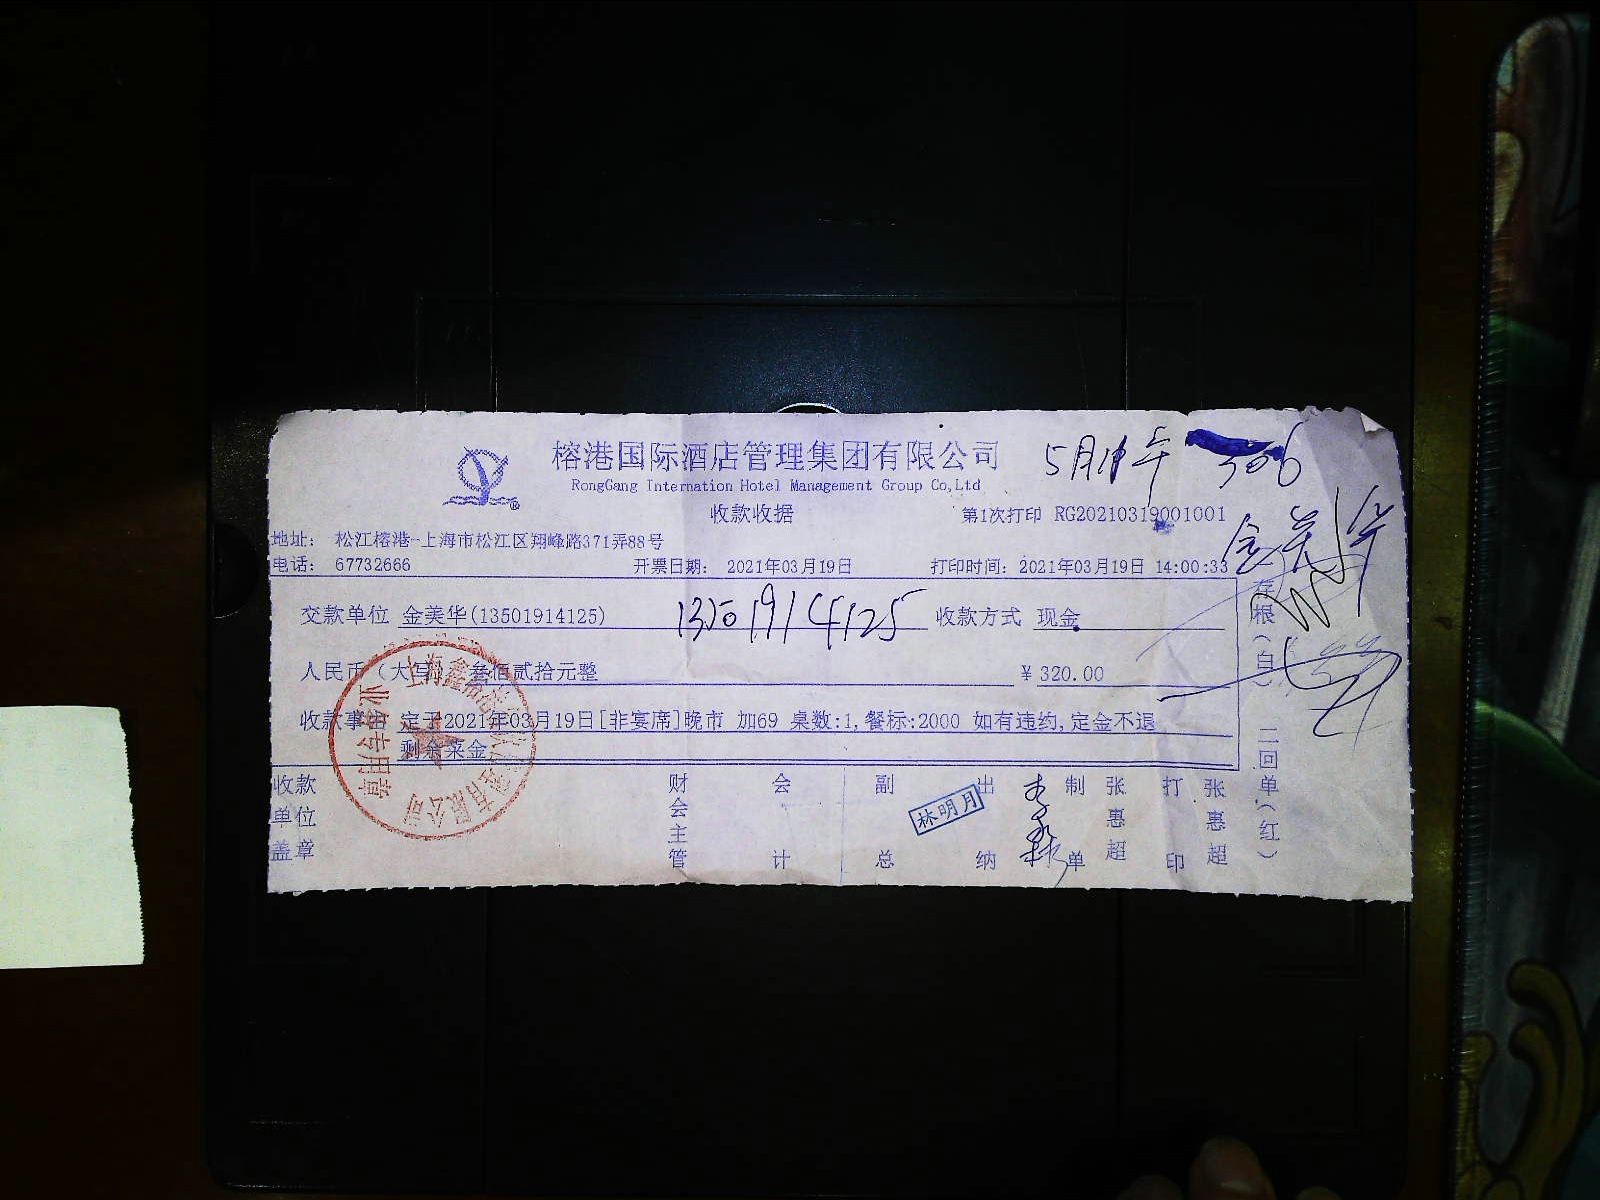 榕港国际酒店管理集团有限公司
RongGang Internation Hotel Management Group Co,Ltd
5月 午 306
收款收据
第1次打印 RG20210319001001
地址： 松江榕港-上海市松江区翔峰路371弄88号
金美华
电话： 67732666 开票日期： 2021年03月19日 打印时间：2021年03月19日 14:00:33
交款单位 金美华(13501914125) 13501914125 收款方式 现金
人民币（大写） 叁佰贰拾元整 ￥320.00
收款事由 定于2021年03月19日[非宴席]晚市 加69 桌数:1,餐标:2000 如有违约,定金不退
剩余菜金
收款单位盖章 财会主管 会计 副总 出纳 林明月 制单 张惠超 打印 张惠超
存根（白） 二回单（红）
业务专用章